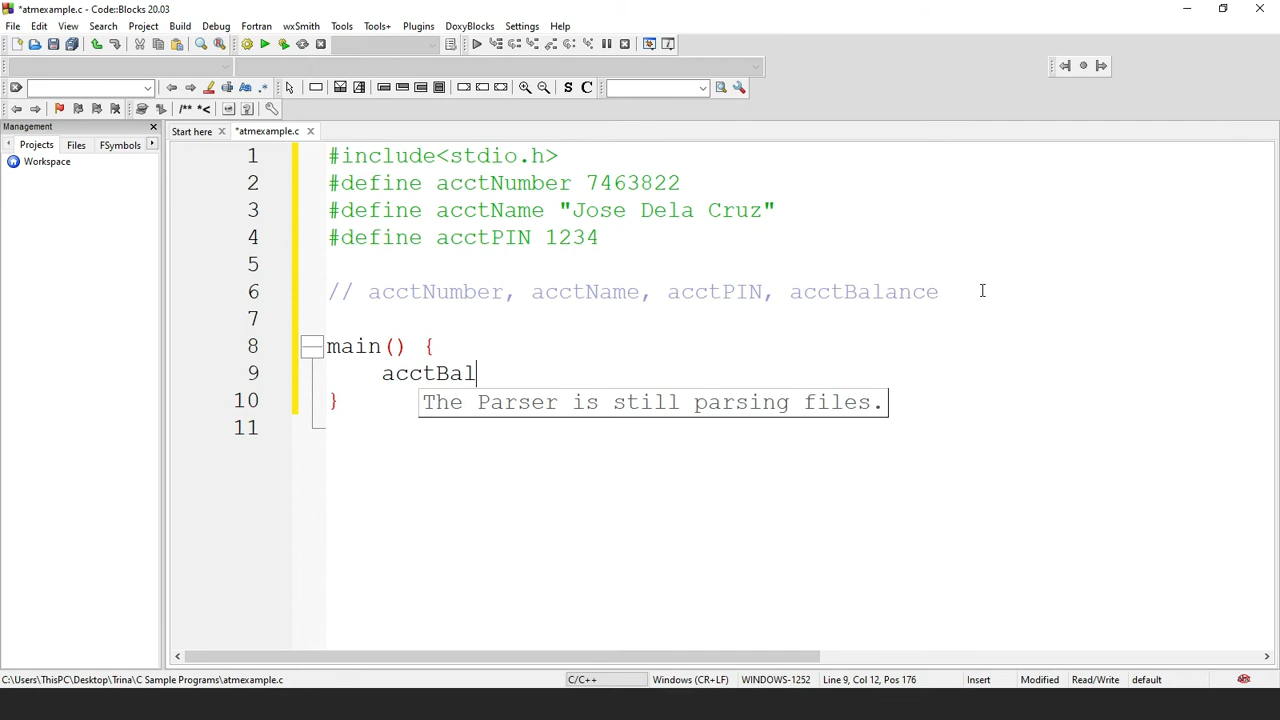 *atmexample.c - Code::Blocks 20.03
File Edit View Search Project Build Debug Fortran wxSmith Tools Tools+ Plugins DoxyBlocks Settings Help
/** *<
S C
Management
Start here *atmexample.c
Projects Files FSymbols
Workspace
1 #include<stdio.h>
2 #define acctNumber 7463822
3 #define acctName "Jose Dela Cruz"
4 #define acctPIN 1234
5
6 // acctNumber, acctName, acctPIN, acctBalance
7
8 main() {
9 acctBal
10 }
The Parser is still parsing files.
11
C:\Users\ThisPC\Desktop\Trina\C Sample Programs\atmexample.c C/C++ Windows (CR+LF) WINDOWS-1252 Line 9, Col 12, Pos 176 Insert Modified Read/Write default